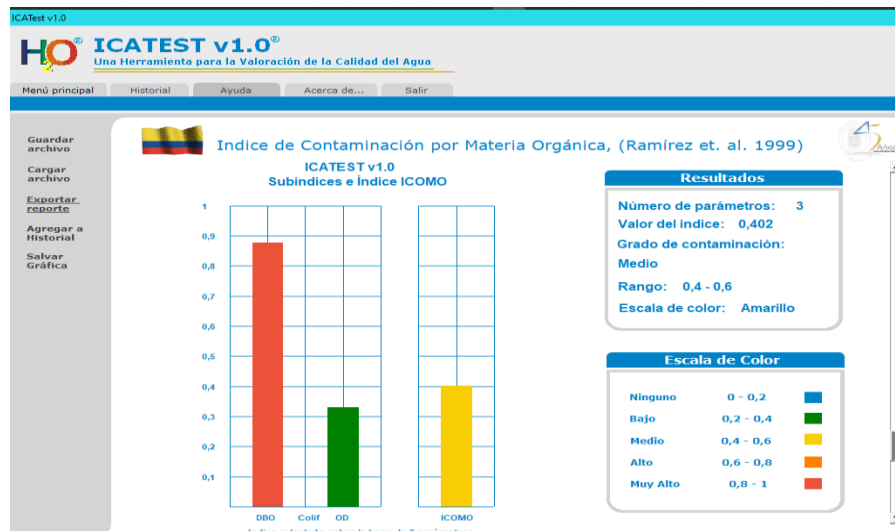 ICATest v1.0
H2O® ICATEST v1.0®
Una Herramienta para la Valoración de la Calidad del Agua
Menú principal Historial Ayuda Acerca de... Salir
Guardar archivo
Cargar archivo
Exportar reporte
Agregar a Historial
Salvar Gráfica
Indice de Contaminación por Materia Orgánica, (Ramírez et. al. 1999)
45 Años
ICATEST v1.0
Subíndices e Índice ICOMO
1
0,9
0,8
0,7
0,6
0,5
0,4
0,3
0,2
0,1
DBO Colif OD ICOMO
Resultados
Número de parámetros: 3
Valor del indice: 0,402
Grado de contaminación:
Medio
Rango: 0,4 - 0,6
Escala de color: Amarillo
Escala de Color
Ninguno 0 - 0,2
Bajo 0,2 - 0,4
Medio 0,4 - 0,6
Alto 0,6 - 0,8
Muy Alto 0,8 - 1